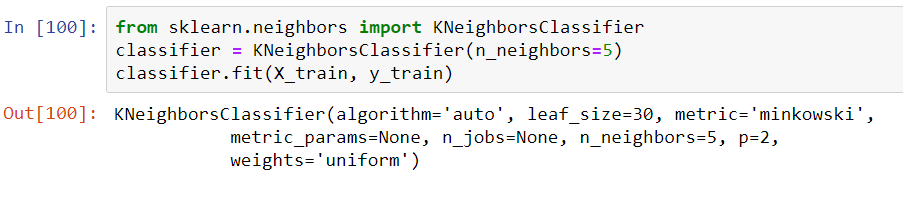 In [100]: from sklearn.neighbors import KNeighborsClassifier
classifier = KNeighborsClassifier(n_neighbors=5)
classifier.fit(X_train, y_train)
Out[100]: KNeighborsClassifier(algorithm='auto', leaf_size=30, metric='minkowski',
metric_params=None, n_jobs=None, n_neighbors=5, p=2,
weights='uniform')